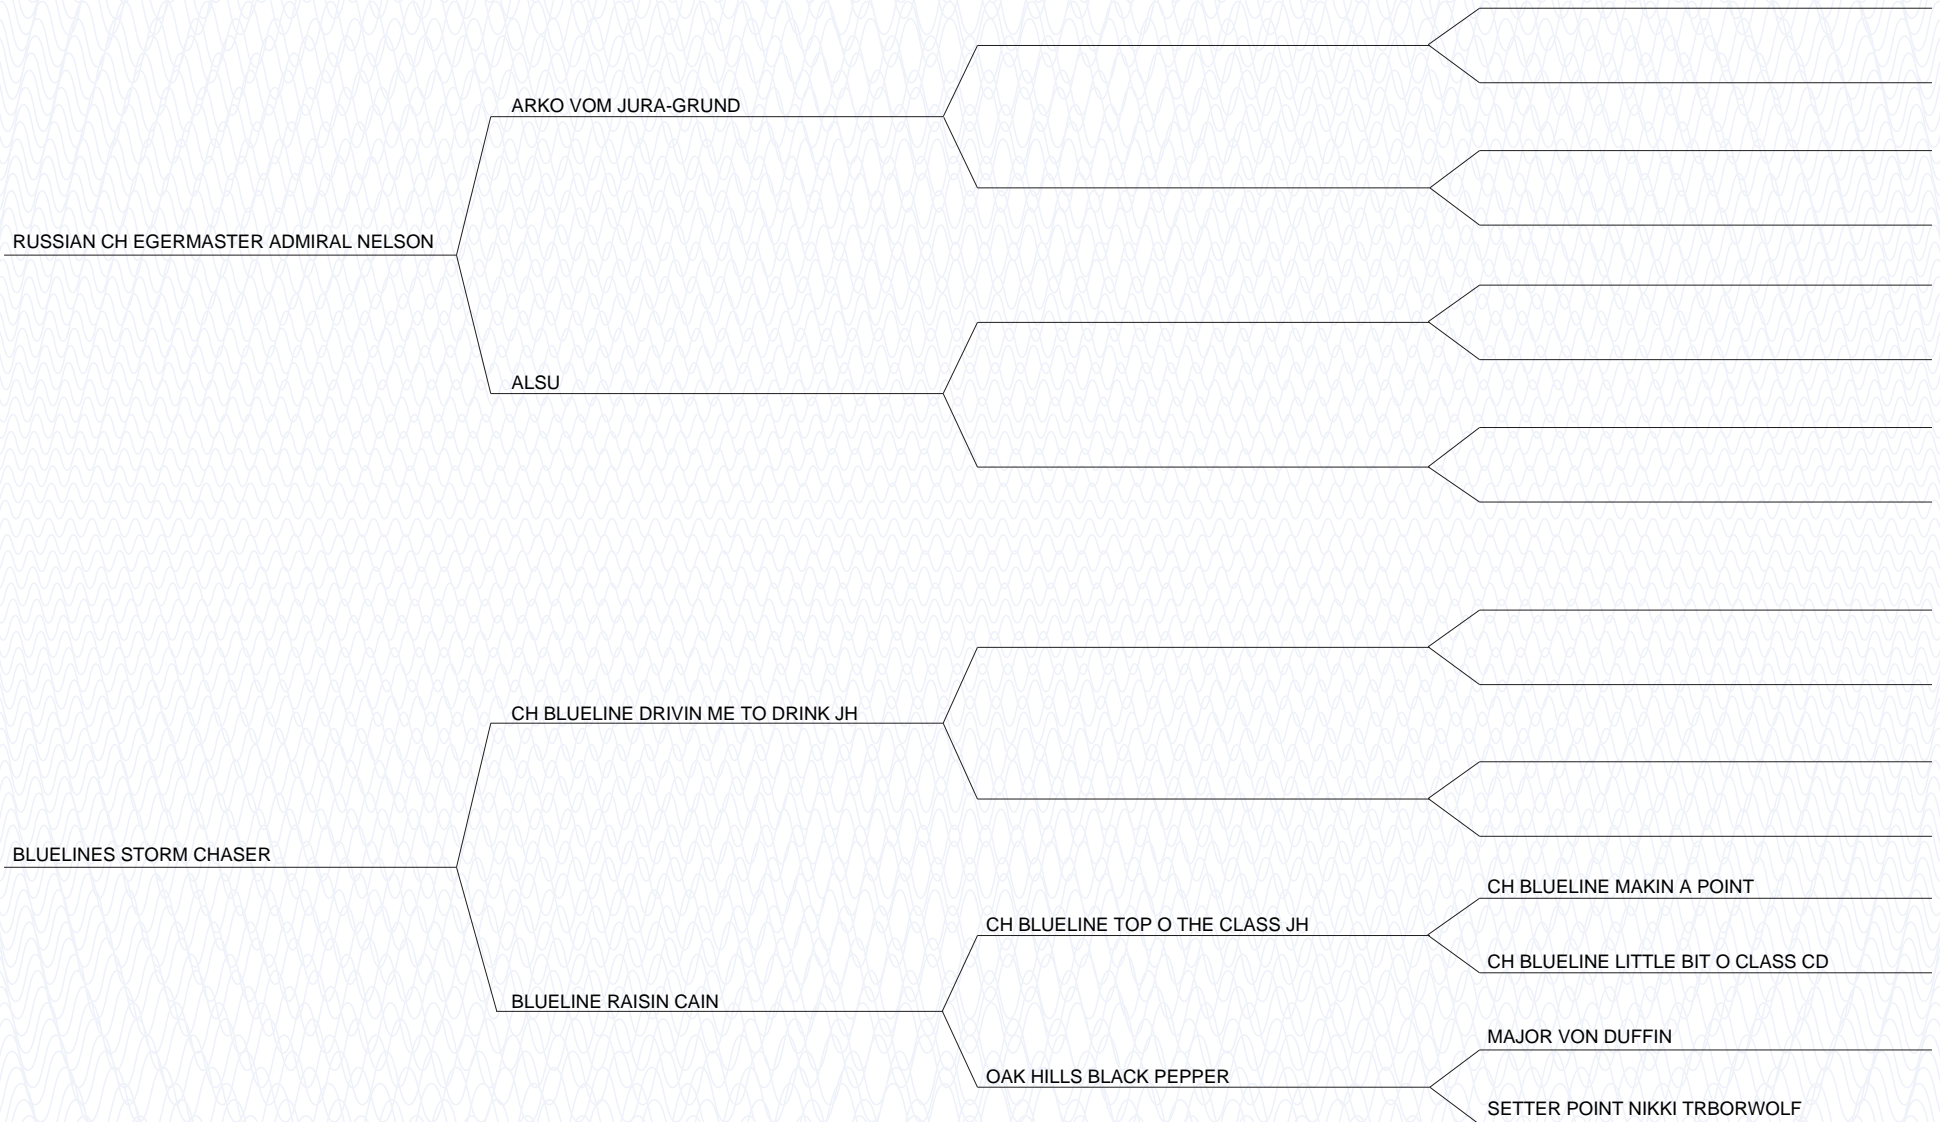 ARKO VOM JURA-GRUND
RUSSIAN CH EGERMASTER ADMIRAL NELSON
ALSU
CH BLUELINE DRIVIN ME TO DRINK JH
BLUELINES STORM CHASER
CH BLUELINE MAKIN A POINT
CH BLUELINE TOP O THE CLASS JH
CH BLUELINE LITTLE BIT O CLASS CD
BLUELINE RAISIN CAIN
MAJOR VON DUFFIN
OAK HILLS BLACK PEPPER
SETTER POINT NIKKI TRBORWOLF